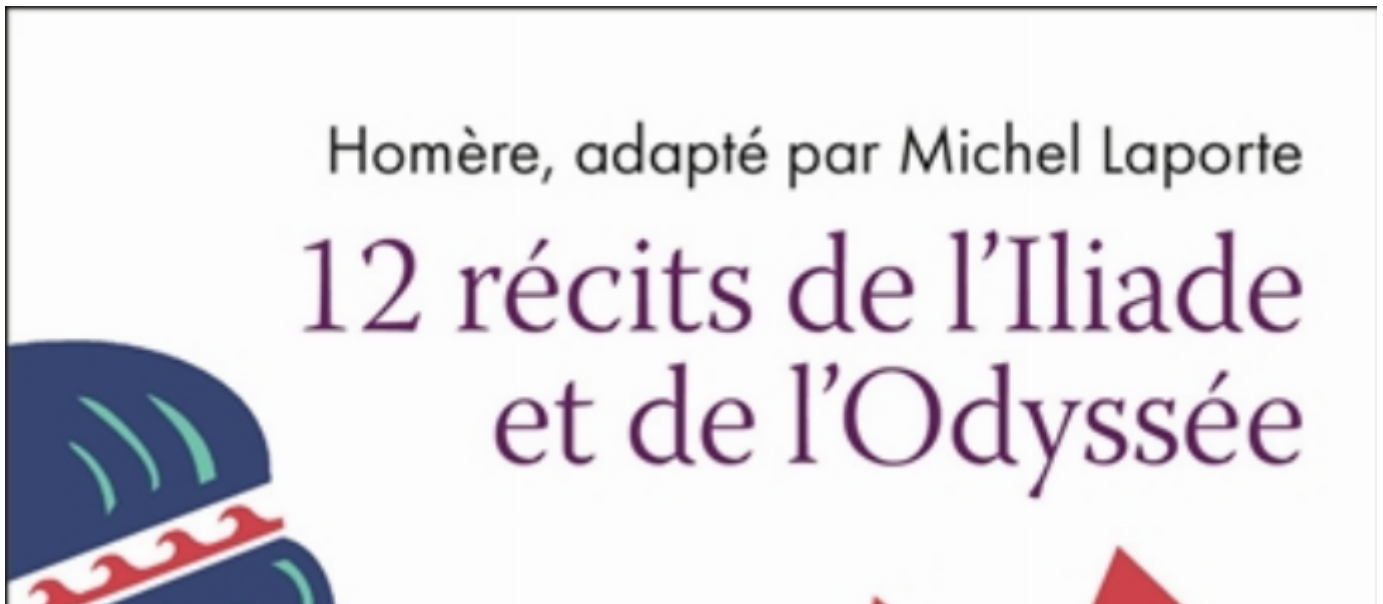 Homère, adapté par Michel Laporte
12 récits de l'Iliade
et de l'Odyssée